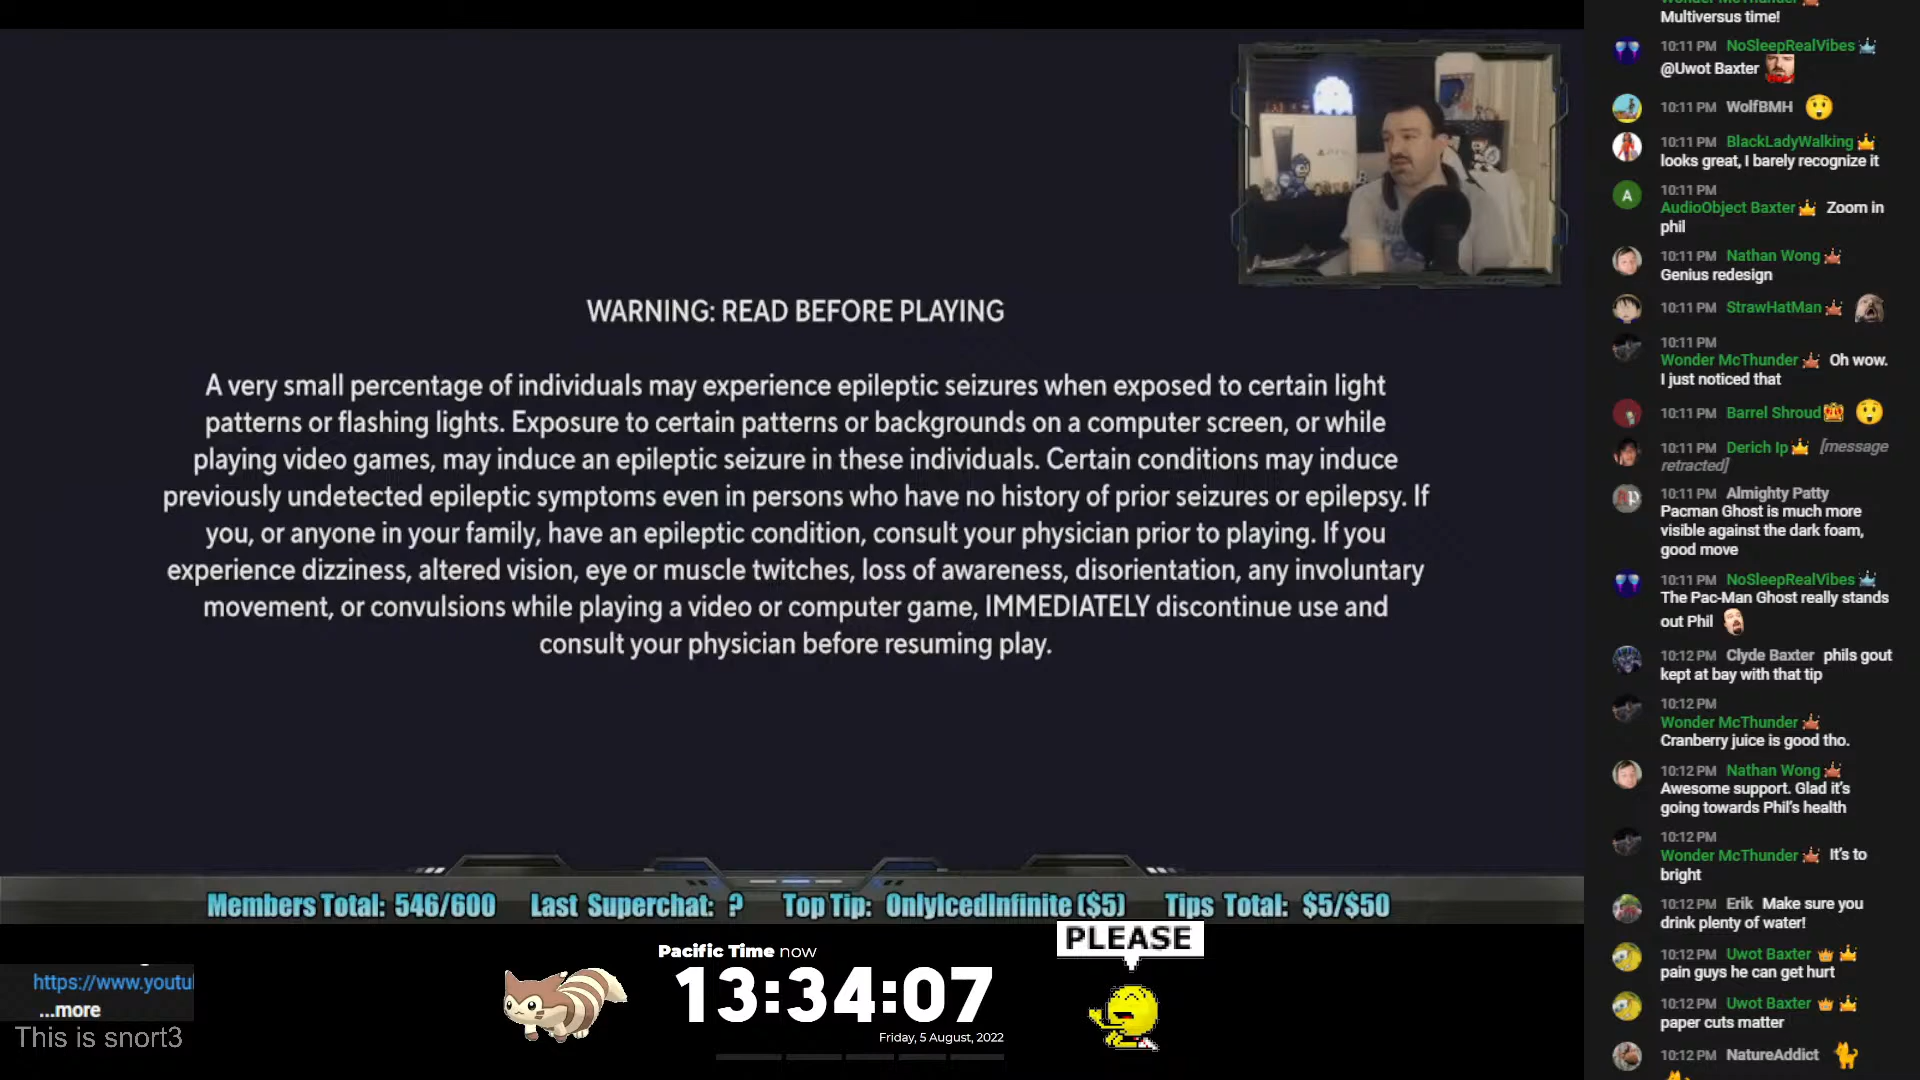 WARNING: READ BEFORE PLAYING
A very small percentage of individuals may experience epileptic seizures when exposed to certain light
patterns or flashing lights. Exposure to certain patterns or backgrounds on a computer screen, or while
playing video games, may induce an epileptic seizure in these individuals. Certain conditions may induce
previously undetected epileptic symptoms even in persons who have no history of prior seizures or epilepsy. If
you, or anyone in your family, have an epileptic condition, consult your physician prior to playing. If you
experience dizziness, altered vision, eye or muscle twitches, loss of awareness, disorientation, any involuntary
movement, or convulsions while playing a video or computer game, IMMEDIATELY discontinue use and
consult your physician before resuming play.
Members Total: 546/600 Last Superchat: ? Top Tip: OnlyIcedInfinite ($5) Tips Total: $5/$50
PLEASE
Pacific Time now
13:34:07
Friday, 5 August, 2022
https://www.youtu
...more
This is snort3
Wonder McThunder
Multiversus time!
10:11 PM NoSleepRealVibes
@Uwot Baxter
10:11 PM WolfBMH
10:11 PM BlackLadyWalking
looks great, I barely recognize it
10:11 PM
AudioObject Baxter Zoom in
phil
A
10:11 PM Nathan Wong
Genius redesign
10:11 PM StrawHatMan
10:11 PM
Wonder McThunder Oh wow.
I just noticed that
10:11 PM Barrel Shroud
10:11 PM Derich Ip [message
retracted]
10:11 PM Almighty Patty
Pacman Ghost is much more
visible against the dark foam,
good move
10:11 PM NoSleepRealVibes
The Pac-Man Ghost really stands
out Phil
10:12 PM Clyde Baxter phils gout
kept at bay with that tip
10:12 PM
Wonder McThunder
Cranberry juice is good tho.
10:12 PM Nathan Wong
Awesome support. Glad it's
going towards Phil's health
10:12 PM
Wonder McThunder It's to
bright
10:12 PM Erik Make sure you
drink plenty of water!
10:12 PM Uwot Baxter
pain guys he can get hurt
10:12 PM Uwot Baxter
paper cuts matter
10:12 PM NatureAddict